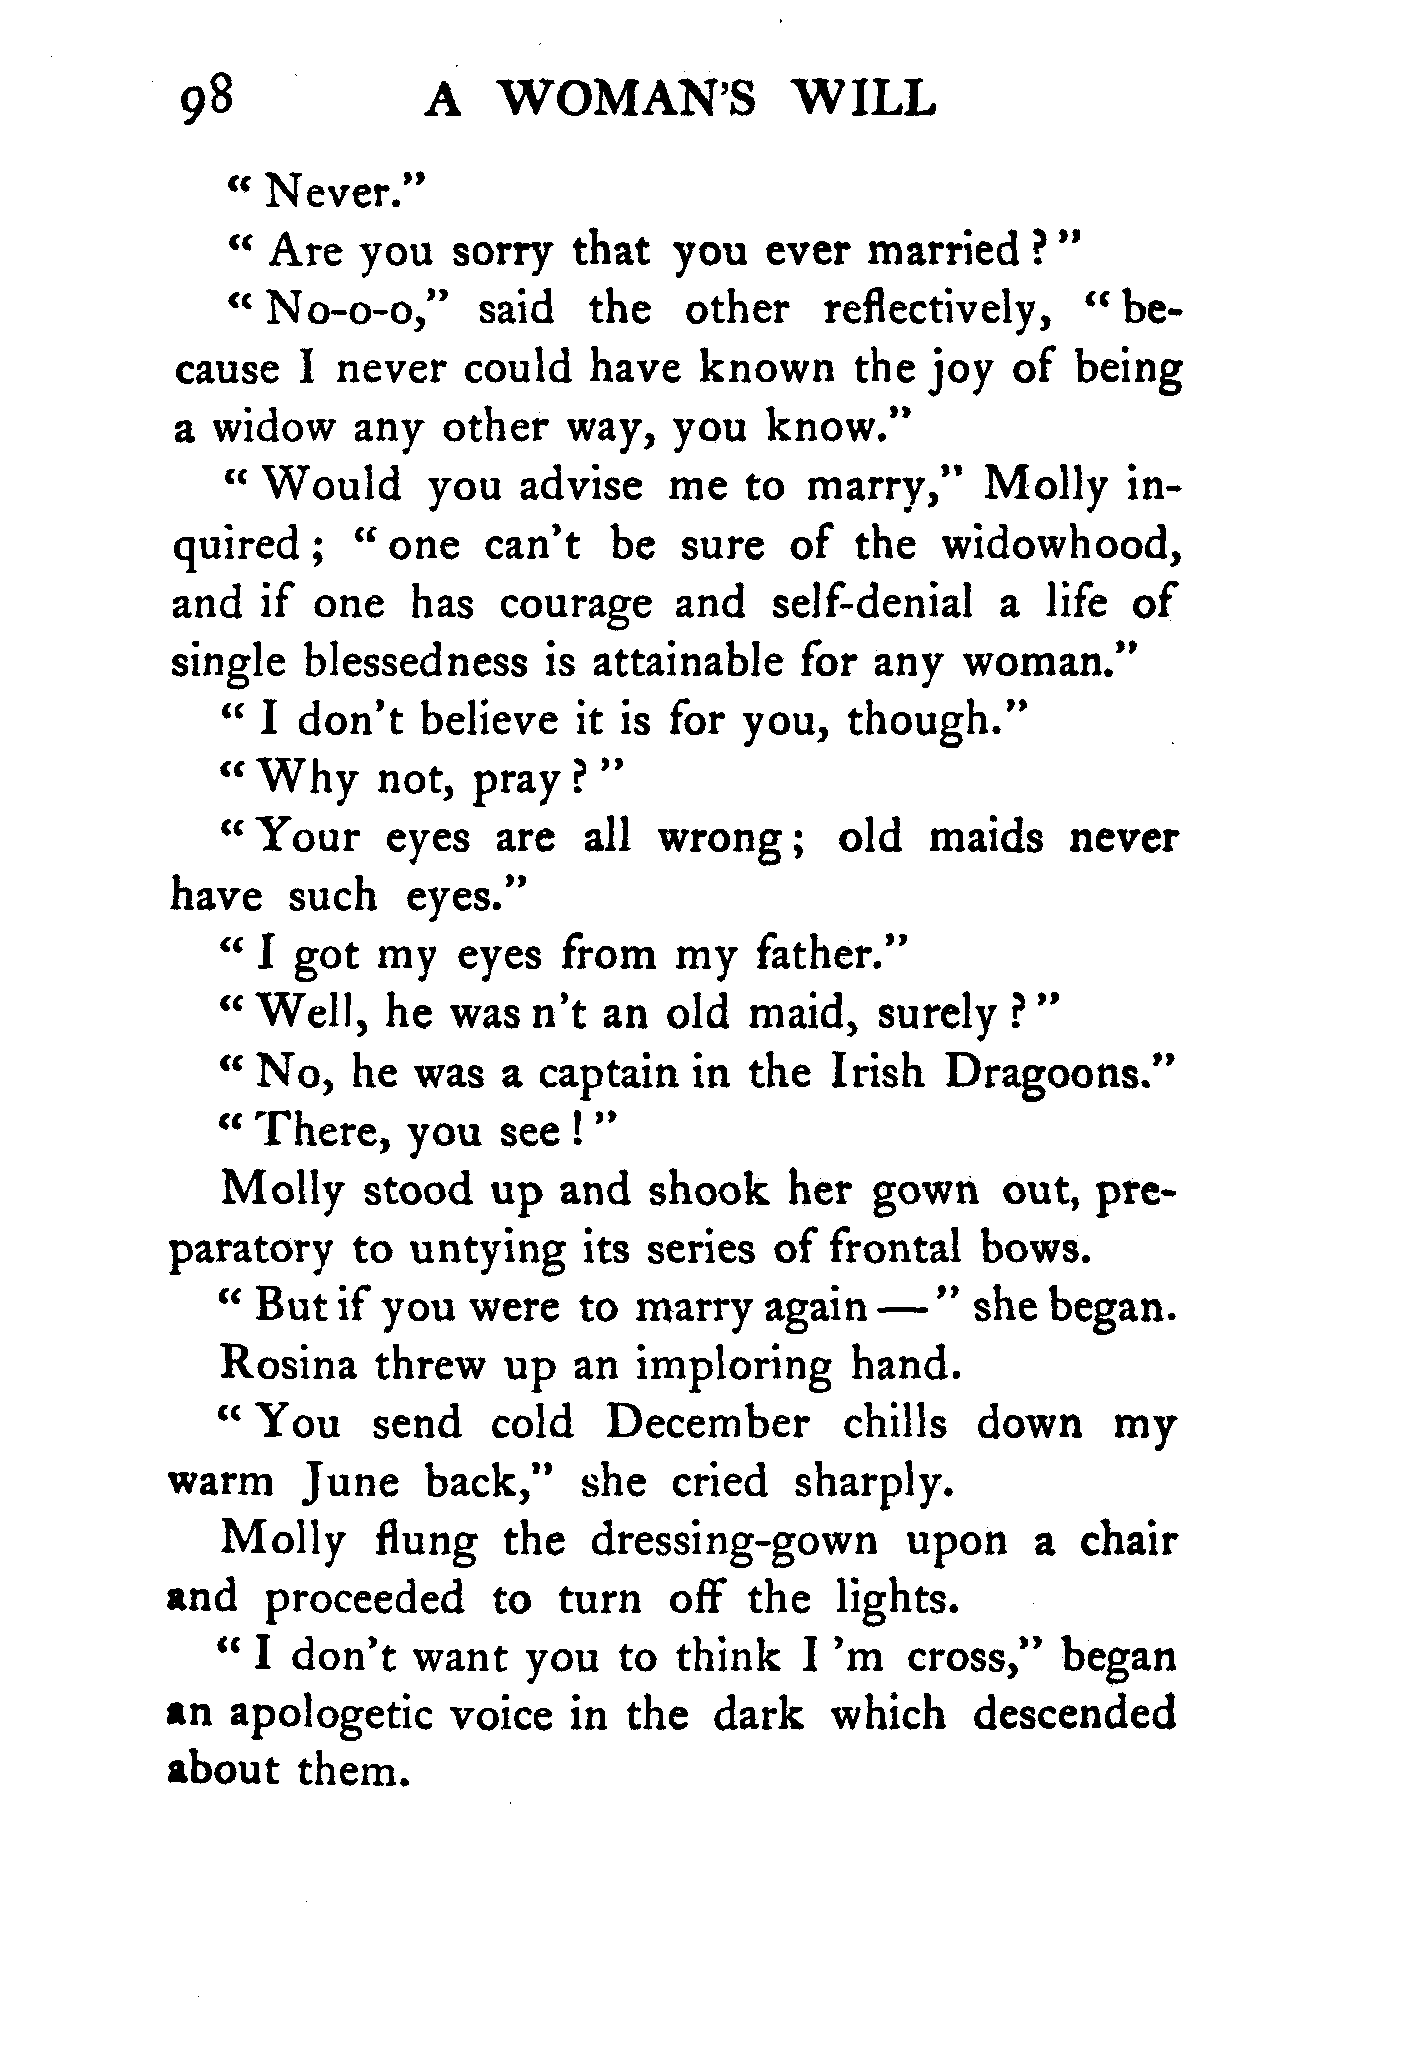 98 A WOMAN'S WILL
“ Never.”
“ Are you sorry that you ever married ? ”
“ No-o-o,” said the other reflectively, “ be-
cause I never could have known the joy of being
a widow any other way, you know.”
“ Would you advise me to marry,” Molly in-
quired ; “ one can't be sure of the widowhood,
and if one has courage and self-denial a life of
single blessedness is attainable for any woman.”
“ I don't believe it is for you, though.”
“ Why not, pray ? ”
“ Your eyes are all wrong ; old maids never
have such eyes.”
“ I got my eyes from my father.”
“ Well, he was n't an old maid, surely ? ”
“ No, he was a captain in the Irish Dragoons.”
“ There, you see ! ”
Molly stood up and shook her gown out, pre-
paratory to untying its series of frontal bows.
“ But if you were to marry again — ” she began.
Rosina threw up an imploring hand.
“ You send cold December chills down my
warm June back,” she cried sharply.
Molly flung the dressing-gown upon a chair
and proceeded to turn off the lights.
“ I don't want you to think I 'm cross,” began
an apologetic voice in the dark which descended
about them.